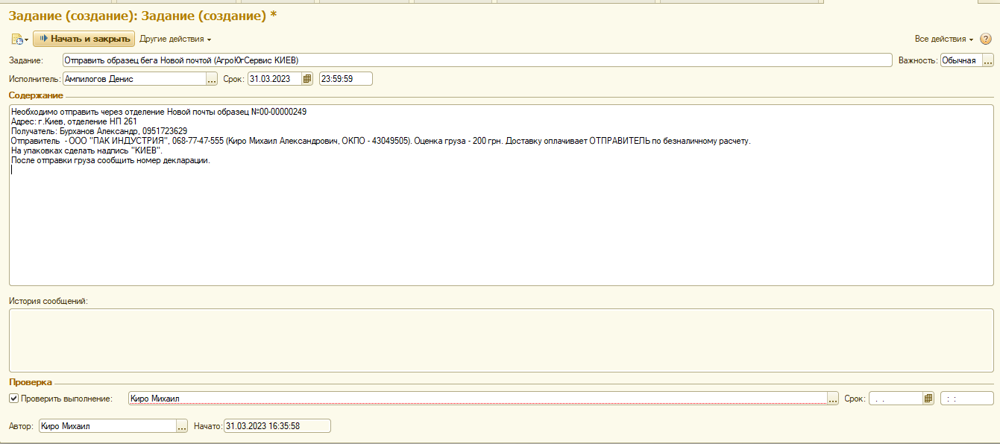 Задание (создание): Задание (создание) *
Начать и закрыть Другие действия Все действия ?
Задание: Отправить образец бега Новой почтой (АгроЮгСервис КИЕВ) Важность: Обычная ...
Исполнитель: Ампилогов Денис ... Срок: 31.03.2023 23:59:59
Содержание
Необходимо отправить через отделение Новой почты образец №00-00000249
Адрес: г.Киев, отделение НП 261
Получатель: Бурханов Александр, 0951723629
Отправитель - ООО "ПАК ИНДУСТРИЯ", 068-77-47-555 (Киро Михаил Александрович, ОКПО - 43049505). Оценка груза - 200 грн. Доставку оплачивает ОТПРАВИТЕЛЬ по безналичному расчету.
На упаковках сделать надпись "КИЕВ".
После отправки груза сообщить номер декларации.
История сообщений:
Проверка
Проверить выполнение: Киро Михаил ... Срок: . . : :
Автор: Киро Михаил ... Начато: 31.03.2023 16:35:58